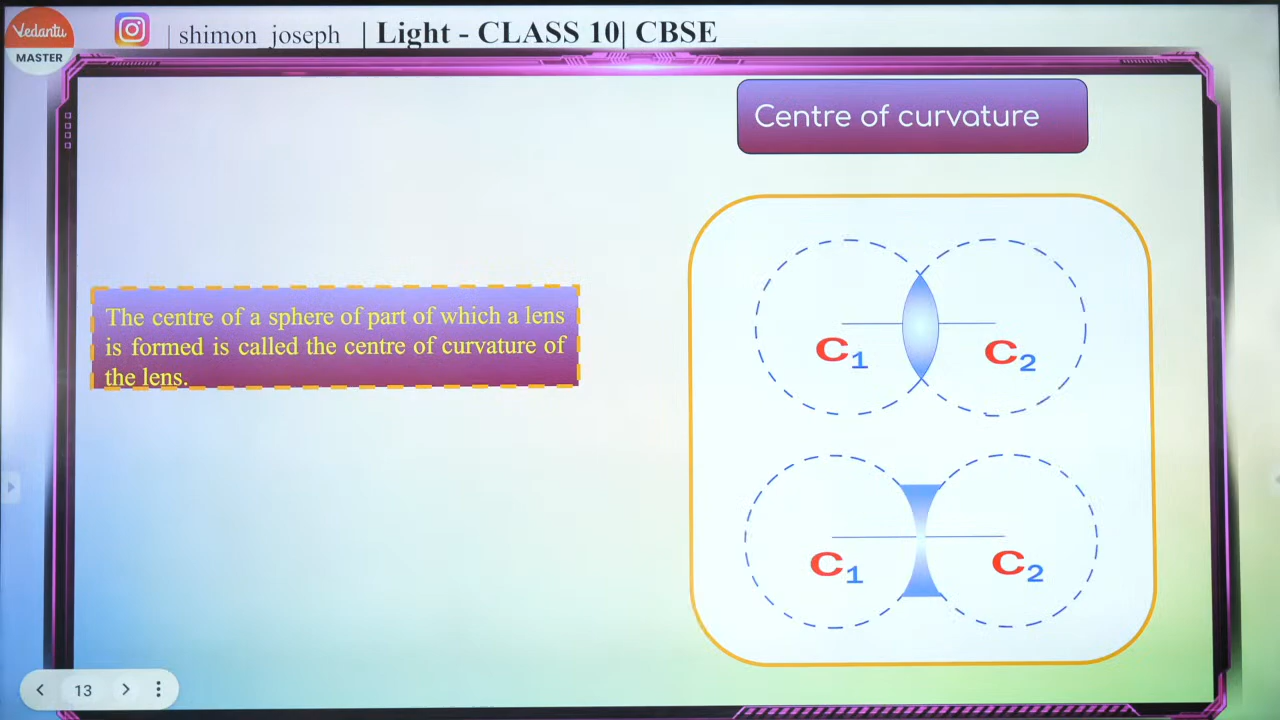 Vedantu
MASTER
| shimon_joseph | Light - CLASS 10| CBSE
Centre of curvature
The centre of a sphere of part of which a lens
is formed is called the centre of curvature of
the lens.
C1 C2
C1 C2
13